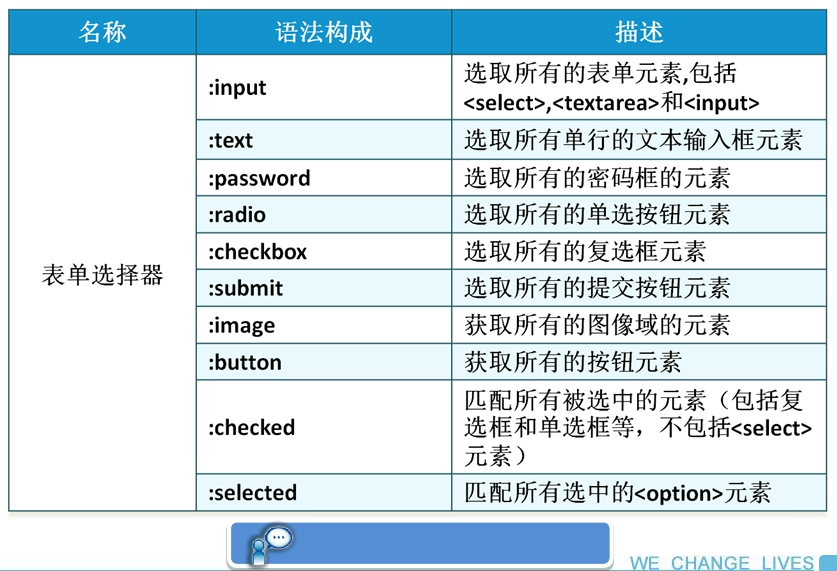 名称 语法构成 描述
表单选择器
:input 选取所有的表单元素,包括
<select>,<textarea>和<input>
:text 选取所有单行的文本输入框元素
:password 选取所有的密码框的元素
:radio 选取所有的单选按钮元素
:checkbox 选取所有的复选框元素
:submit 选取所有的提交按钮元素
:image 获取所有的图像域的元素
:button 获取所有的按钮元素
:checked 匹配所有被选中的元素（包括复
选框和单选框等，不包括<select>
元素）
:selected 匹配所有选中的<option>元素
WE CHANGE LIVES